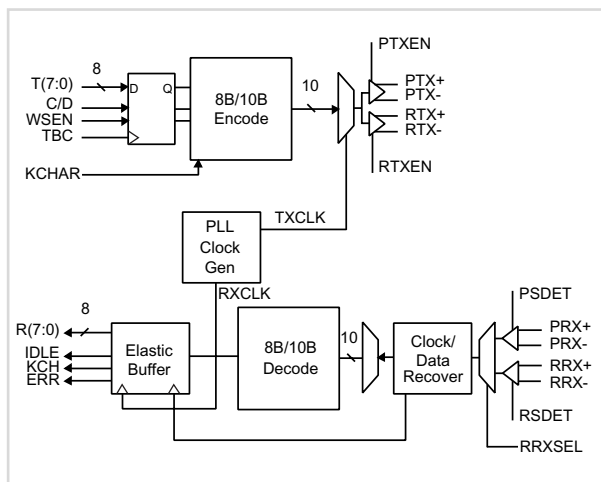 PTXEN
8
T(7:0)
D
Q
C/D
WSEN
TBC
8B/10B
Encode
10
PTX+
PTX-
RTX+
RTX-
KCHAR
RTXEN
TXCLK
PLL
Clock
Gen
RXCLK
PSDET
8
R(7:0)
IDLE
KCH
ERR
Elastic
Buffer
8B/10B
Decode
10
Clock/
Data
Recover
PRX+
PRX-
RRX+
RRX-
RSDET
RRXSEL